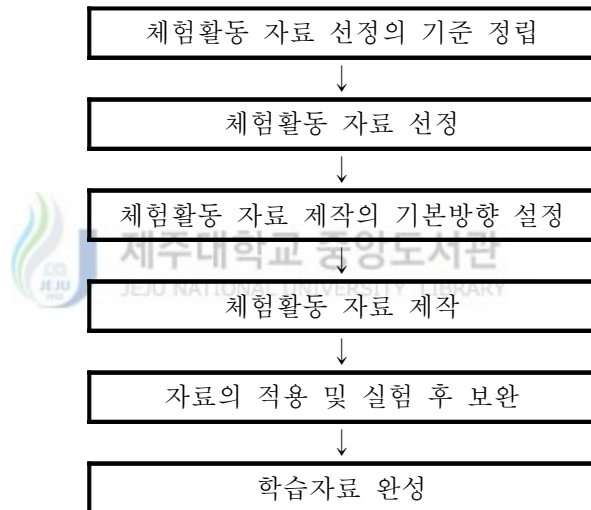 체험활동 자료 선정의 기준 정립
↓
체험활동 자료 선정
↓
체험활동 자료 제작의 기본방향 설정
제주대학교 중앙도서관
JEJU NATIONAL UNIVERSITY LIBRARY
JEJU
1952
↓
체험활동 자료 제작
↓
자료의 적용 및 실험 후 보완
↓
학습자료 완성